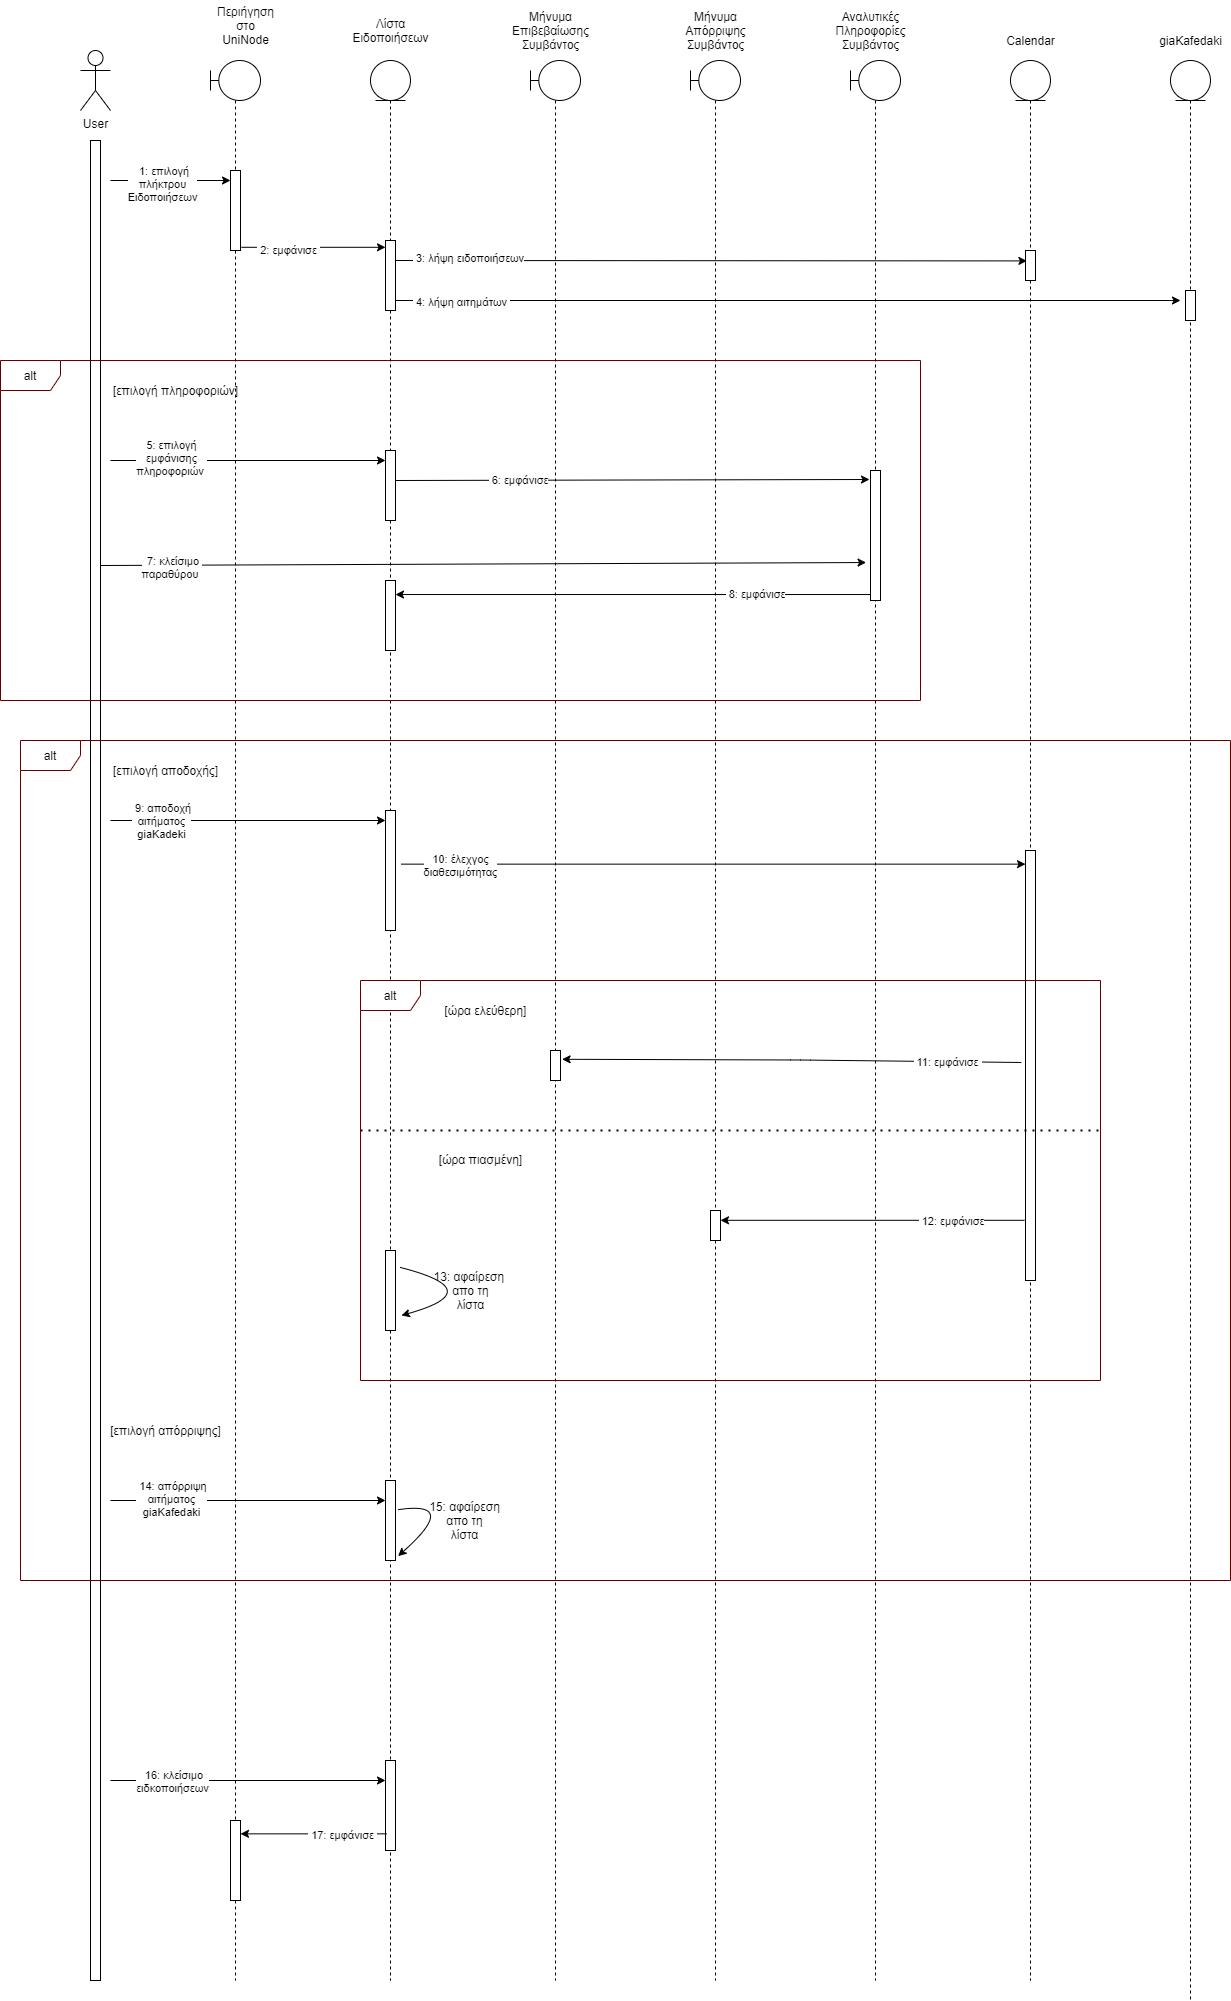 Περιήγηση
στο
UniNode
Λίστα
Ειδοποιήσεων
Μήνυμα
Επιβεβαίωσης
Συμβάντος
Μήνυμα
Απόρριψης
Συμβάντος
Αναλυτικές
Πληροφορίες
Συμβάντος
Calendar
giaKafedaki
User
1: επιλογή
πλήκτρου
Ειδοποιήσεων
2: εμφάνισε
3: λήψη ειδοποιήσεων
4: λήψη αιτημάτων
alt
[επιλογή πληροφοριών]
5: επιλογή
εμφάνισης
πληροφοριών
6: εμφάνισε
7: κλείσιμο
παραθύρου
8: εμφάνισε
alt
[επιλογή αποδοχής]
9: αποδοχή
αιτήματος
giaKadeki
10: έλεχγος
διαθεσιμότητας
alt
[ώρα ελεύθερη]
11: εμφάνισε
[ώρα πιασμένη]
12: εμφάνισε
13: αφαίρεση
απο τη
λίστα
[επιλογή απόρριψης]
14: απόρριψη
αιτήματος
giaKafedaki
15: αφαίρεση
απο τη
λίστα
16: κλείσιμο
ειδκοποιήσεων
17: εμφάνισε